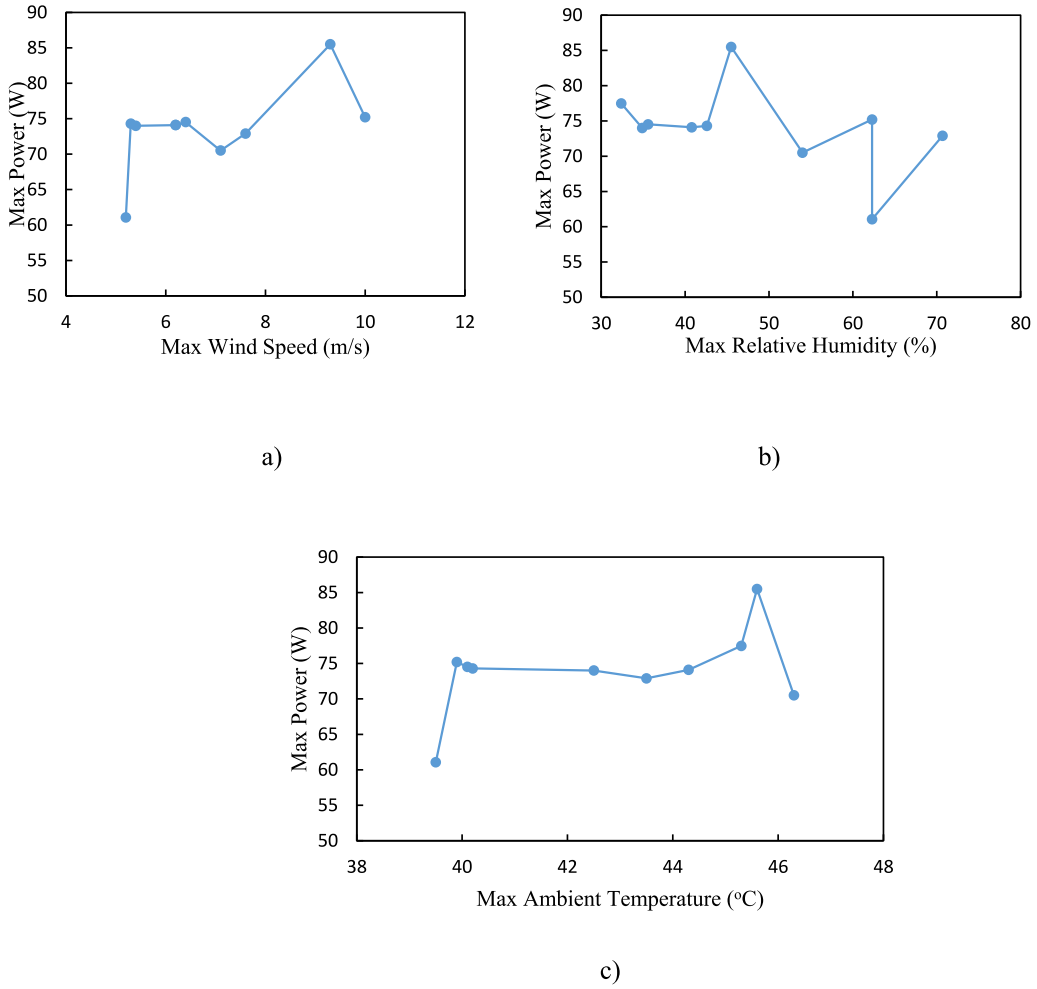 90
85
80
75
70
65
60
55
50
Max Power (W)
4 6 8 10 12
Max Wind Speed (m/s)
a)
90
85
80
75
70
65
60
55
50
Max Power (W)
30 40 50 60 70 80
Max Relative Humidity (%)
b)
90
85
80
75
70
65
60
55
50
Max Power (W)
38 40 42 44 46 48
Max Ambient Temperature (ᵒC)
c)